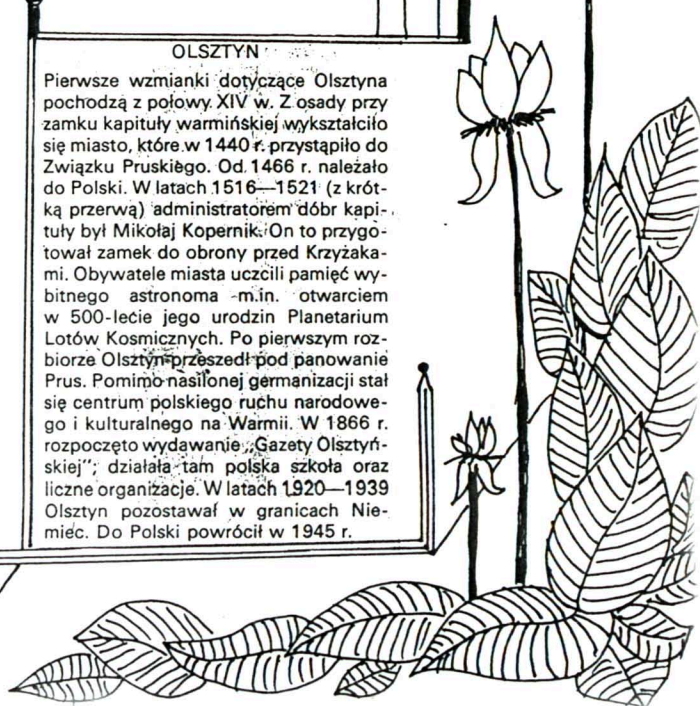 OLSZTYN
Pierwsze wzmianki dotyczące Olsztyna
pochodzą z połowy XIV w. Z osady przy
zamku kapituły warmińskiej wykształciło
się miasto, które w 1440 r. przystąpiło do
Związku Pruskiego. Od 1466 r. należało
do Polski. W latach 1516—1521 (z krót-
ką przerwą) administratorem dóbr kapi-
tuły był Mikołaj Kopernik. On to przygo-
tował zamek do obrony przed Krzyżaka-
mi. Obywatele miasta uczcili pamięć wy-
bitnego astronoma m.in. otwarciem
w 500-lecie jego urodzin Planetarium
Lotów Kosmicznych. Po pierwszym roz-
biorze Olsztyn przeszedł pod panowanie
Prus. Pomimo nasilonej germanizacji stał
się centrum polskiego ruchu narodowe-
go i kulturalnego na Warmii. W 1866 r.
rozpoczęto wydawanie „Gazety Olsztyń-
skiej”; działała tam polska szkoła oraz
liczne organizacje. W latach 1920—1939
Olsztyn pozostawał w granicach Nie-
miec. Do Polski powrócił w 1945 r.